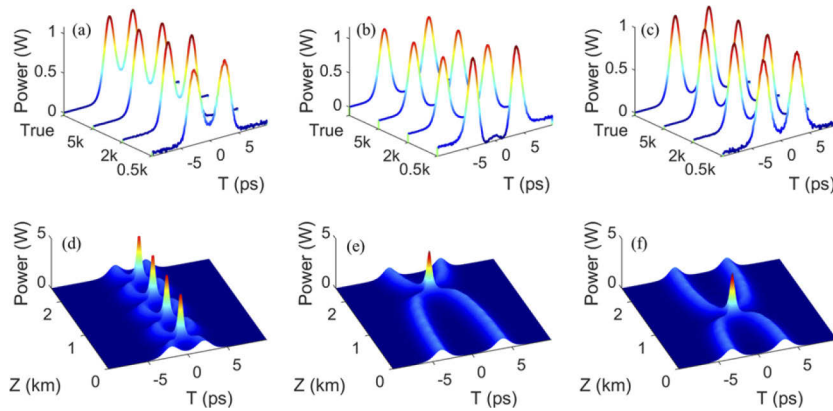 (a)
Power (W)
1
0.5
0
True
5k
2k
0.5k
-5
0
5
T (ps)
(b)
Power (W)
1
0.5
0
True
5k
2k
0.5k
-5
0
5
T (ps)
(c)
Power (W)
1
0.5
0
True
5k
2k
0.5k
-5
0
5
T (ps)
(d)
Power (W)
5
0
2
1
0
Z (km)
-5
0
5
T (ps)
(e)
Power (W)
5
0
2
1
0
Z (km)
-5
0
5
T (ps)
(f)
Power (W)
5
0
2
1
0
Z (km)
-5
0
5
T (ps)